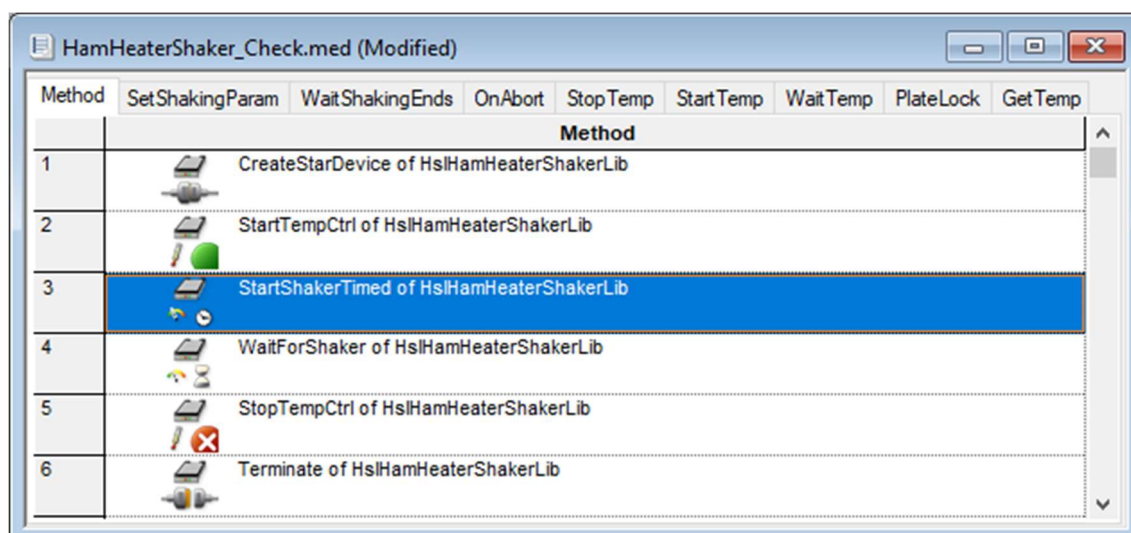 HamHeaterShaker_Check.med (Modified)
Method SetShakingParam WaitShakingEnds OnAbort StopTemp StartTemp WaitTemp PlateLock GetTemp
Method
1 CreateStarDevice of HslHamHeaterShakerLib
2 StartTempCtrl of HslHamHeaterShakerLib
3 StartShakerTimed of HslHamHeaterShakerLib
4 WaitForShaker of HslHamHeaterShakerLib
5 StopTempCtrl of HslHamHeaterShakerLib
6 Terminate of HslHamHeaterShakerLib